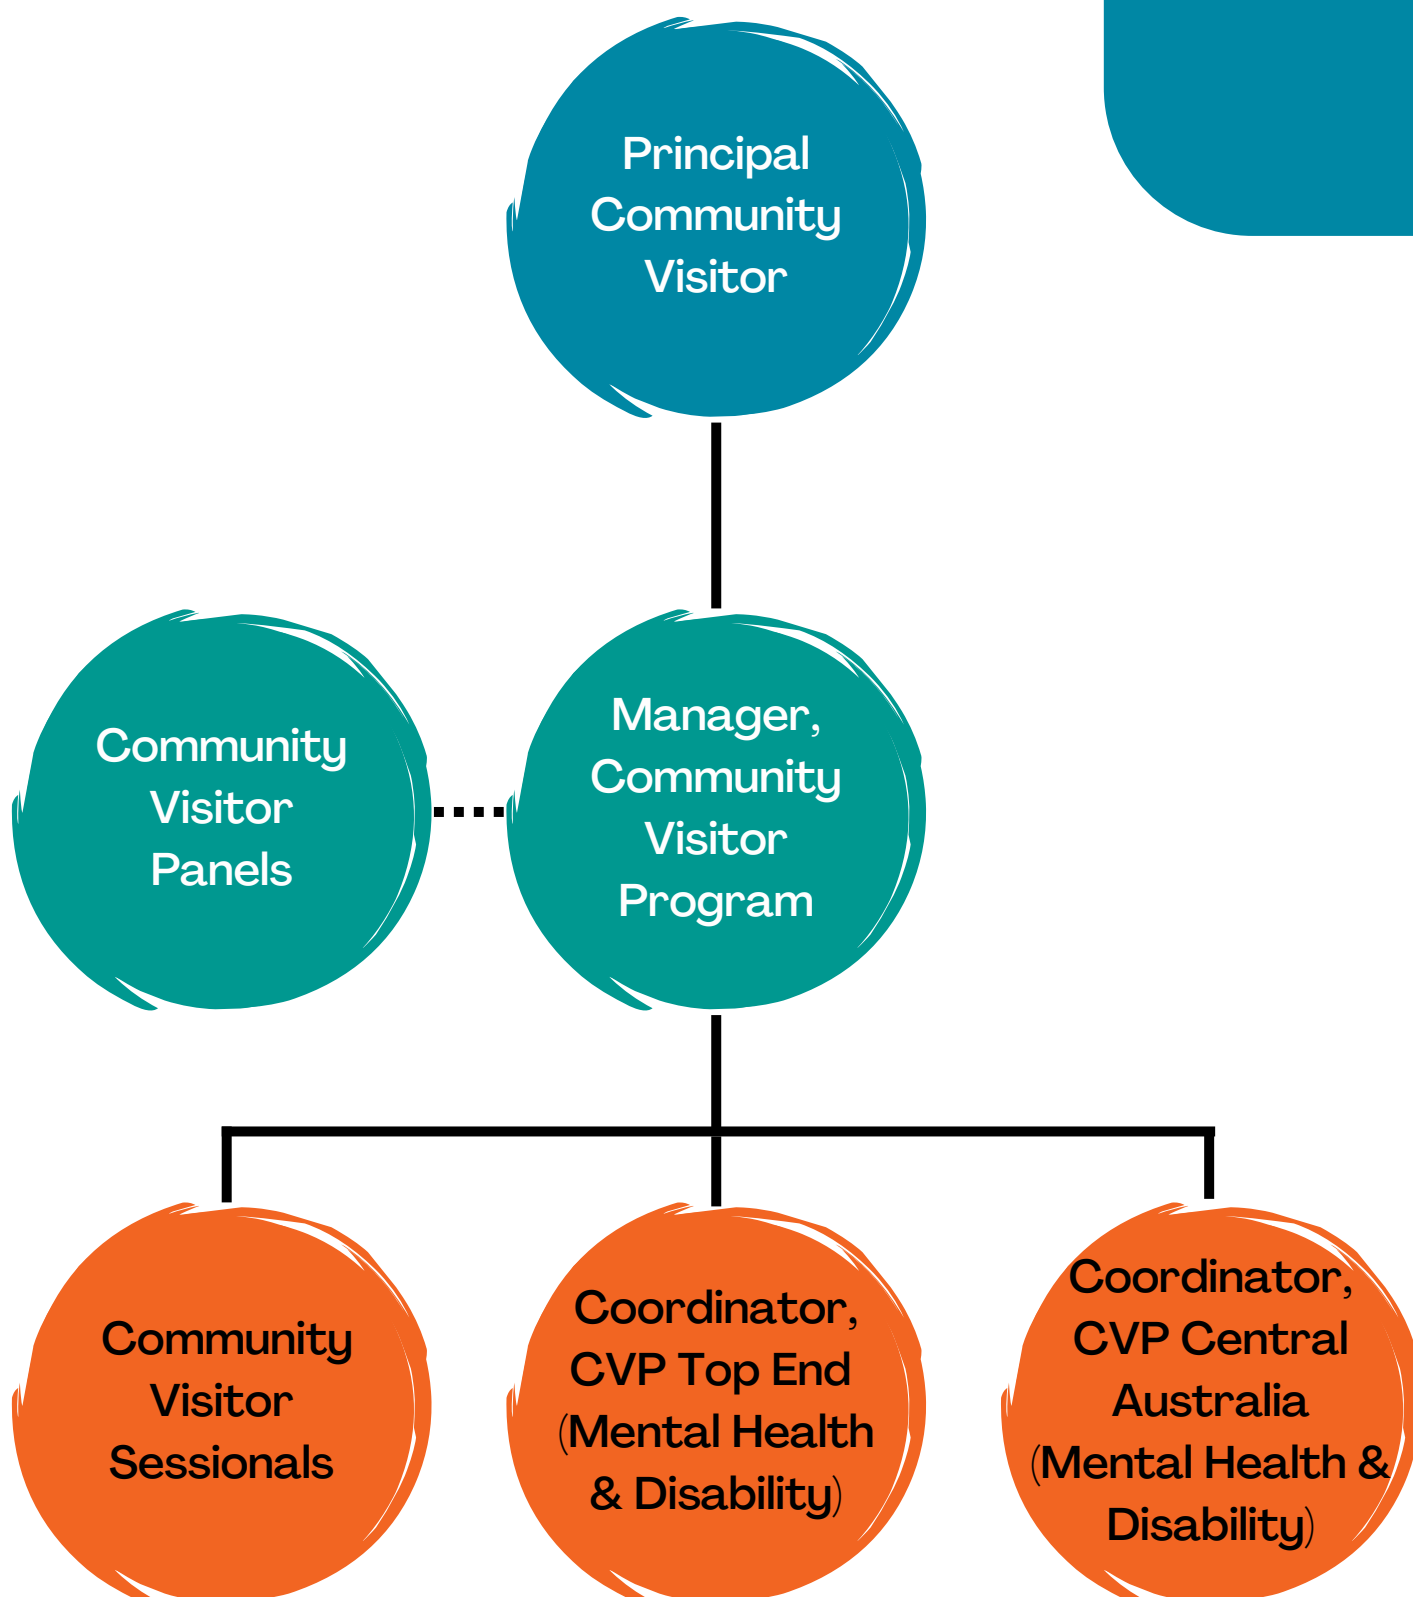 Principal
Community
Visitor
Community
Visitor
Panels
Manager,
Community
Visitor
Program
Community
Visitor
Sessionals
Coordinator,
CVP Top End
(Mental Health
& Disability)
Coordinator,
CVP Central
Australia
(Mental Health &
Disability)